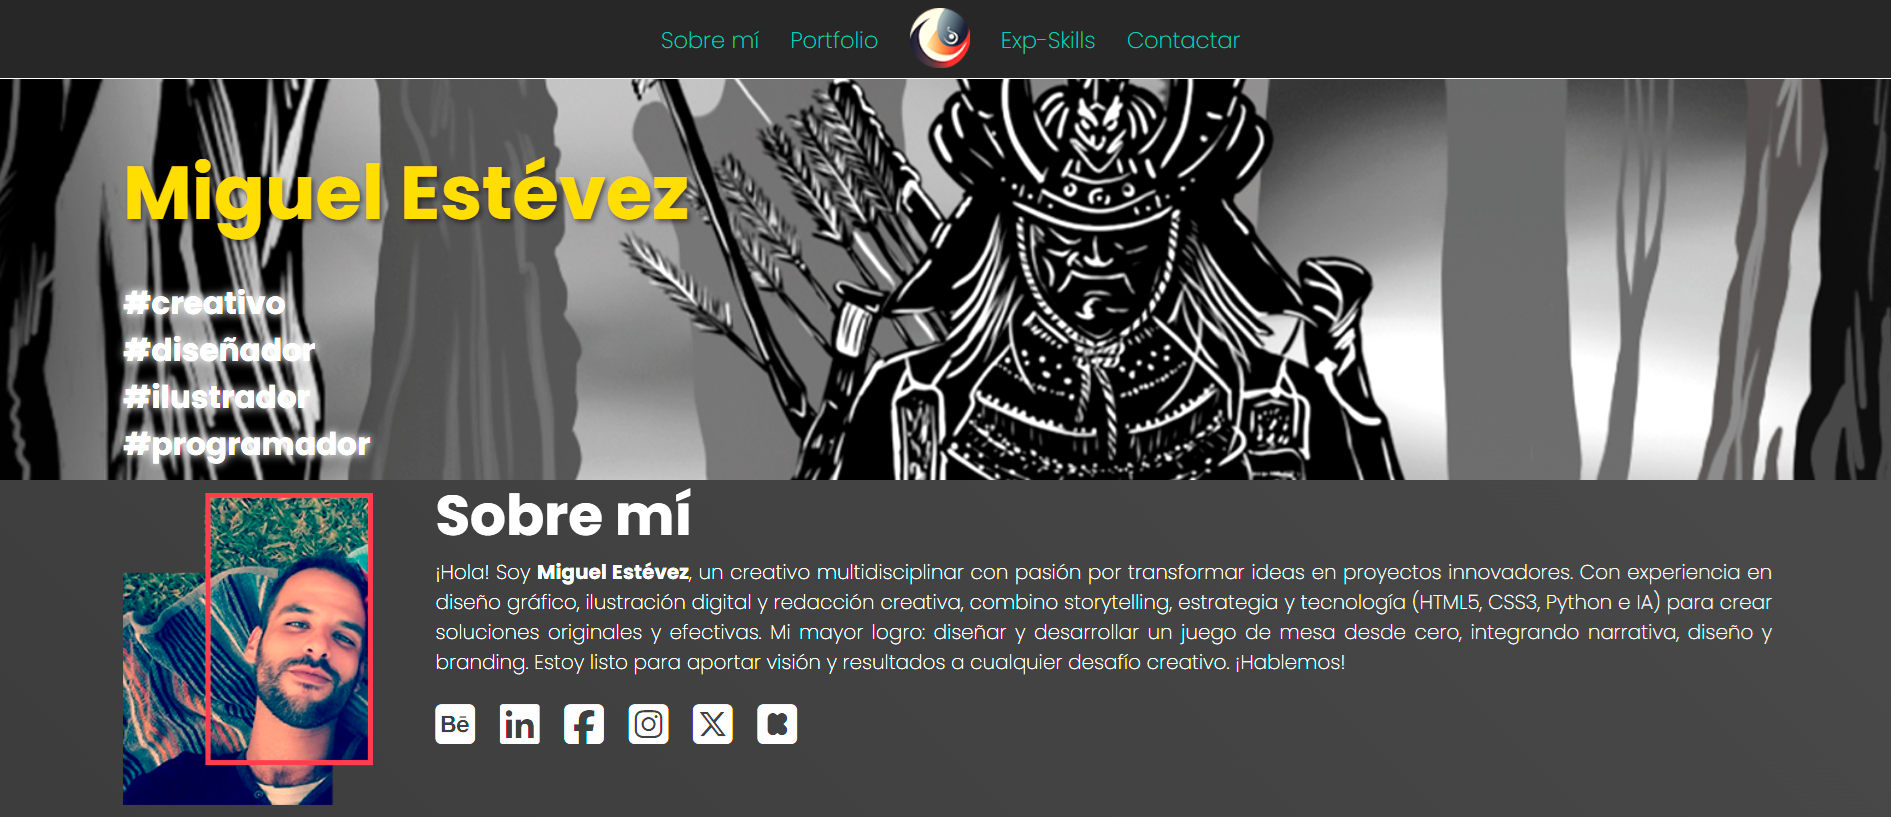 Sobre mí Portfolio Exp-Skills Contactar
Miguel Estévez
#creativo
#diseñador
#ilustrador
#programador
Sobre mí
¡Hola! Soy Miguel Estévez, un creativo multidisciplinar con pasión por transformar ideas en proyectos innovadores. Con experiencia en
diseño gráfico, ilustración digital y redacción creativa, combino storytelling, estrategia y tecnología (HTML5, CSS3, Python e IA) para crear
soluciones originales y efectivas. Mi mayor logro: diseñar y desarrollar un juego de mesa desde cero, integrando narrativa, diseño y
branding. Estoy listo para aportar visión y resultados a cualquier desafío creativo. ¡Hablemos!
Bē in f X K